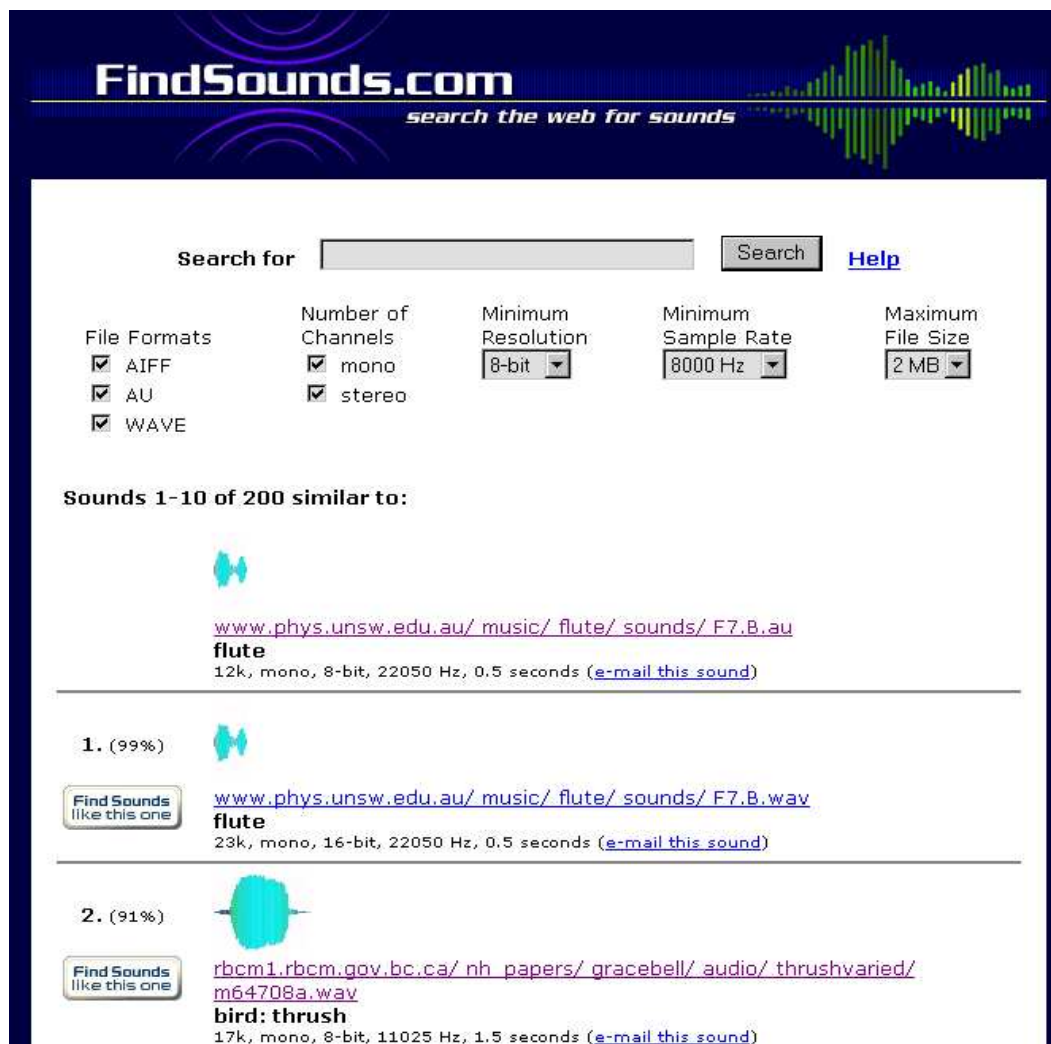 FindSounds.com
search the web for sounds
Search for
Search
Help
File Formats
AIFF
AU
WAVE
Number of
Channels
mono
stereo
Minimum
Resolution
8-bit
Minimum
Sample Rate
8000 Hz
Maximum
File Size
2 MB
Sounds 1-10 of 200 similar to:
www.phys.unsw.edu.au/ music/ flute/ sounds/ F7.B.au
flute
12k, mono, 8-bit, 22050 Hz, 0.5 seconds (e-mail this sound)
1. (99%)
Find Sounds
like this one
www.phys.unsw.edu.au/ music/ flute/ sounds/ F7.B.wav
flute
23k, mono, 16-bit, 22050 Hz, 0.5 seconds (e-mail this sound)
2. (91%)
Find Sounds
like this one
rbcm1.rbcm.gov.bc.ca/ nh_papers/ gracebell/ audio/ thrushvaried/
m64708a.wav
bird: thrush
17k, mono, 8-bit, 11025 Hz, 1.5 seconds (e-mail this sound)